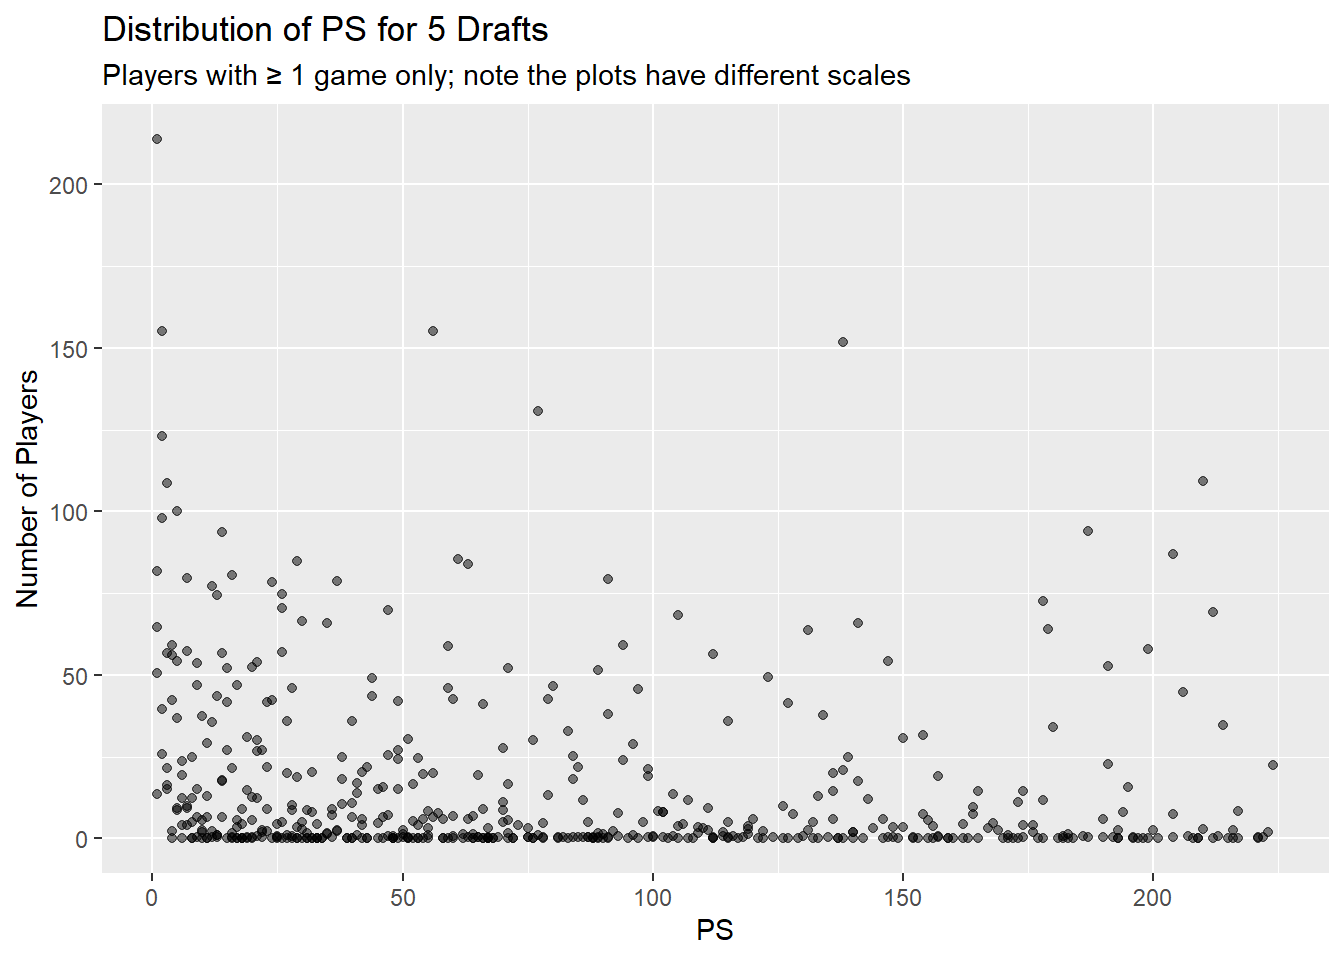 Distribution of PS for 5 Drafts
Players with ≥ 1 game only; note the plots have different scales
200
150
100
50
0
Number of Players
0 50 100 150 200
PS